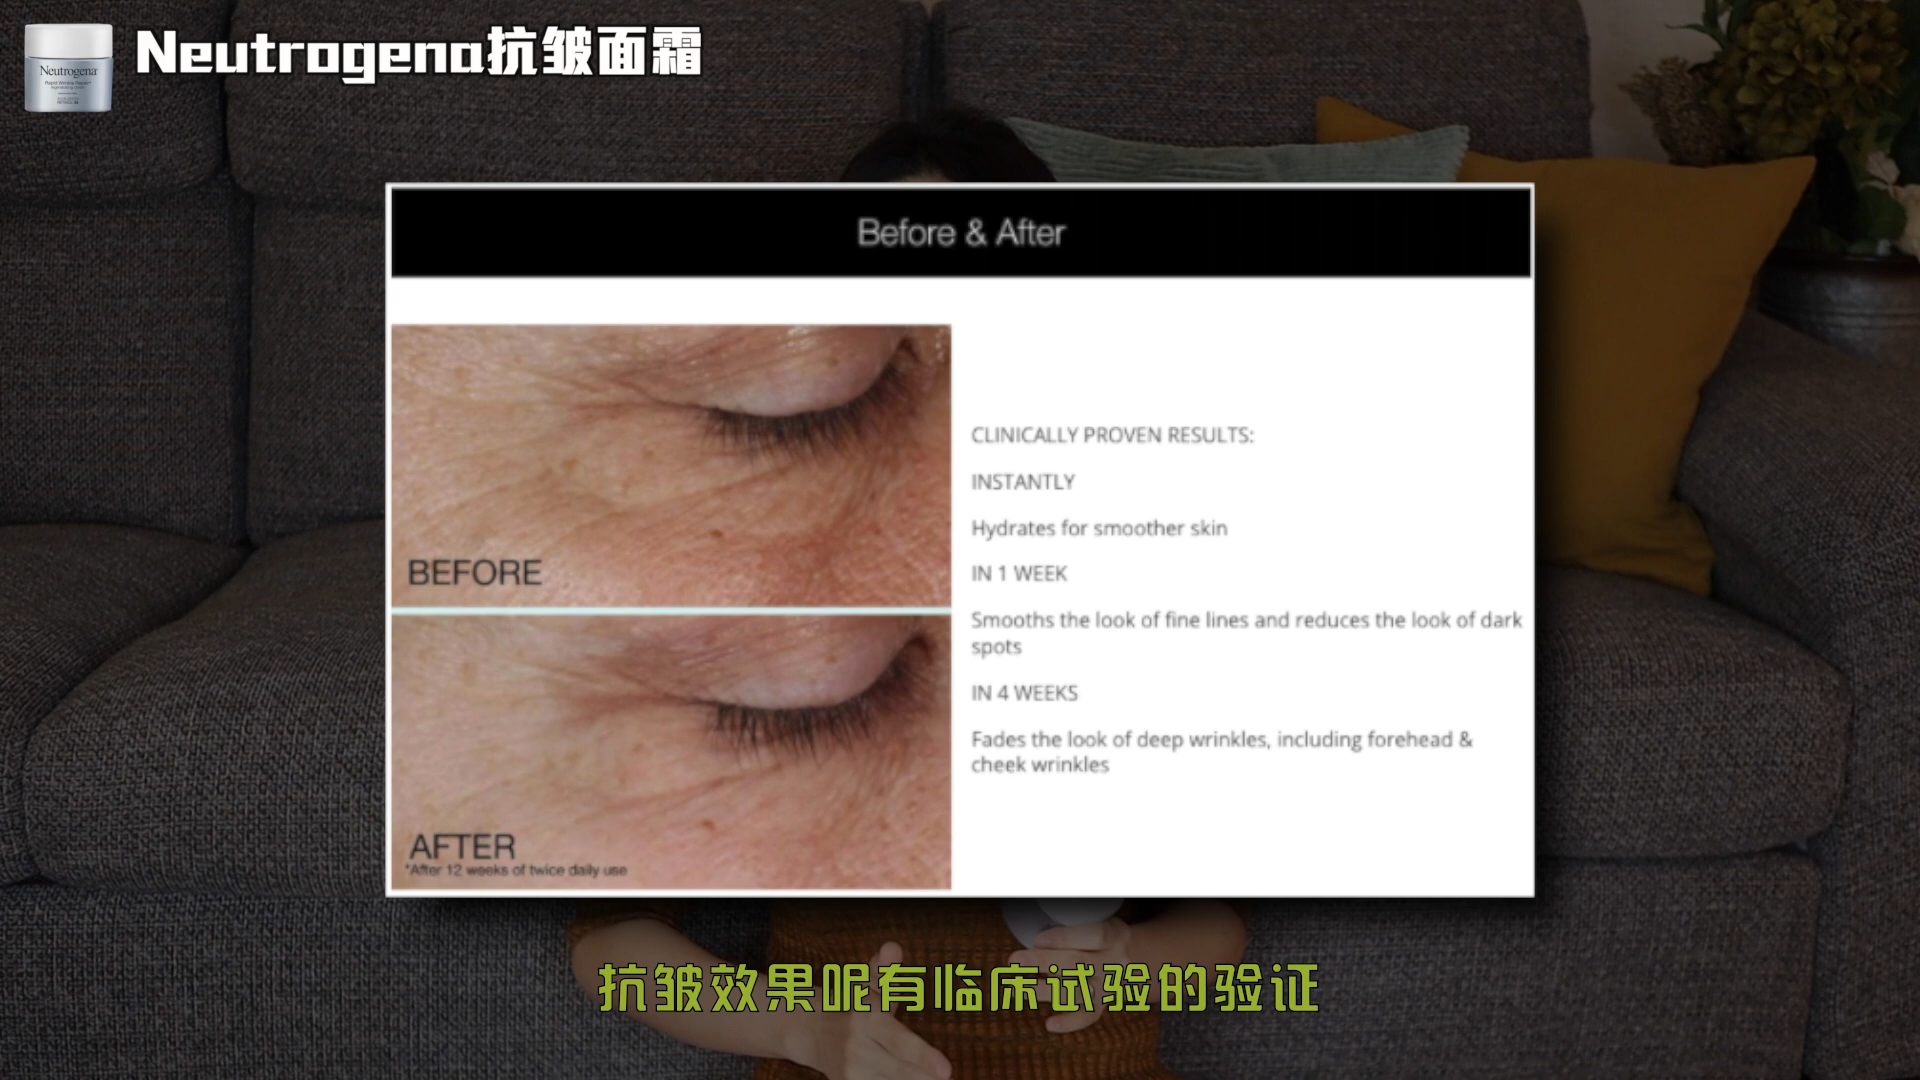 Neutrogena抗皱面霜
Neutrogena
Before & After
BEFORE
AFTER
*After 12 weeks of twice daily use
CLINICALLY PROVEN RESULTS:
INSTANTLY
Hydrates for smoother skin
IN 1 WEEK
Smooths the look of fine lines and reduces the look of dark
spots
IN 4 WEEKS
Fades the look of deep wrinkles, including forehead &
cheek wrinkles
抗皱效果呢有临床试验的验证